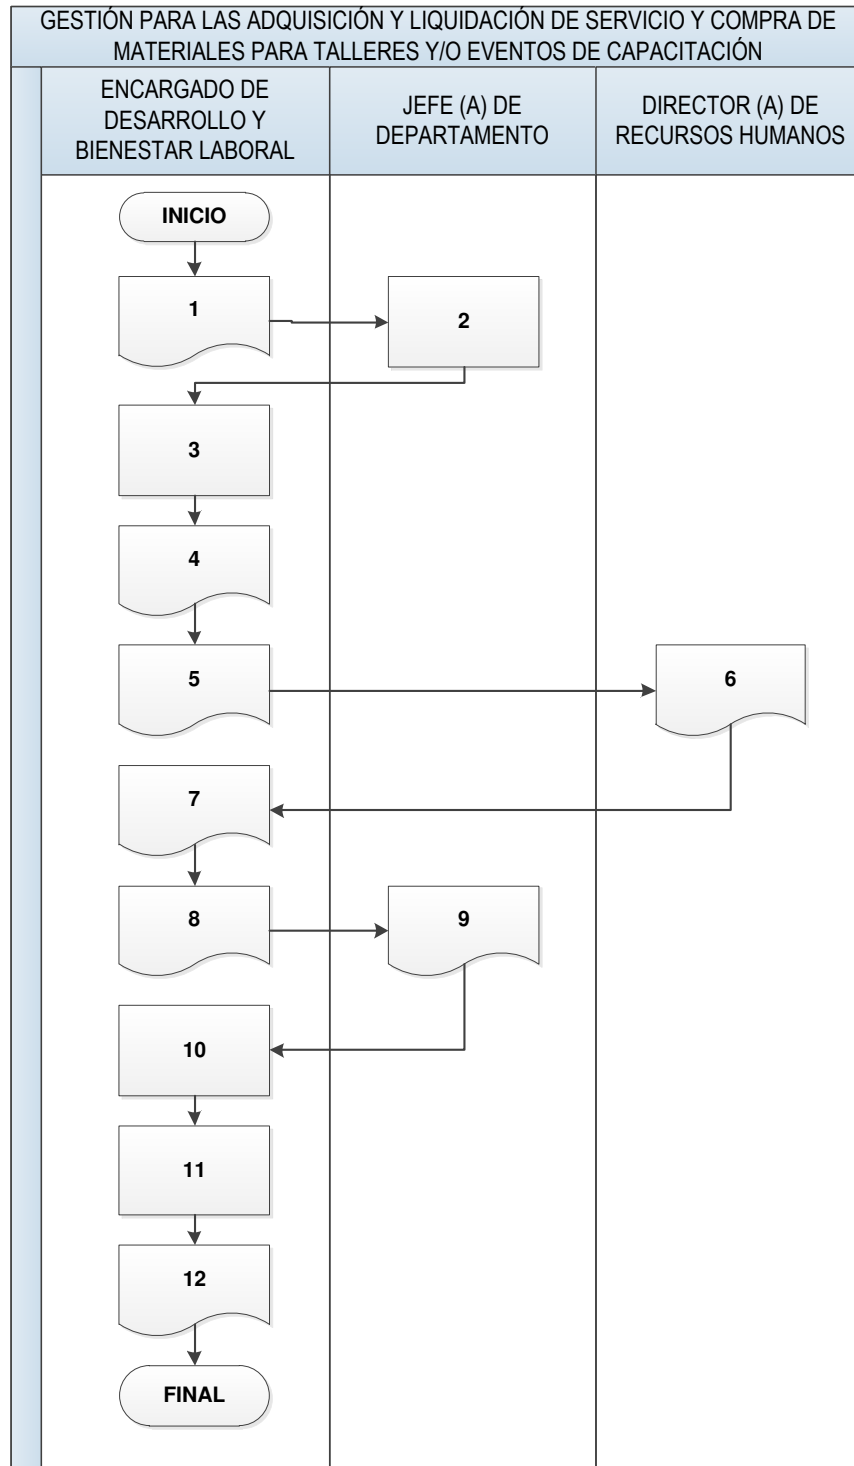 GESTIÓN PARA LAS ADQUISICIÓN Y LIQUIDACIÓN DE SERVICIO Y COMPRA DE
MATERIALES PARA TALLERES Y/O EVENTOS DE CAPACITACIÓN
ENCARGADO DE
DESARROLLO Y
BIENESTAR LABORAL
JEFE (A) DE
DEPARTAMENTO
DIRECTOR (A) DE
RECURSOS HUMANOS
INICIO
1
2
3
4
5
6
7
8
9
10
11
12
FINAL